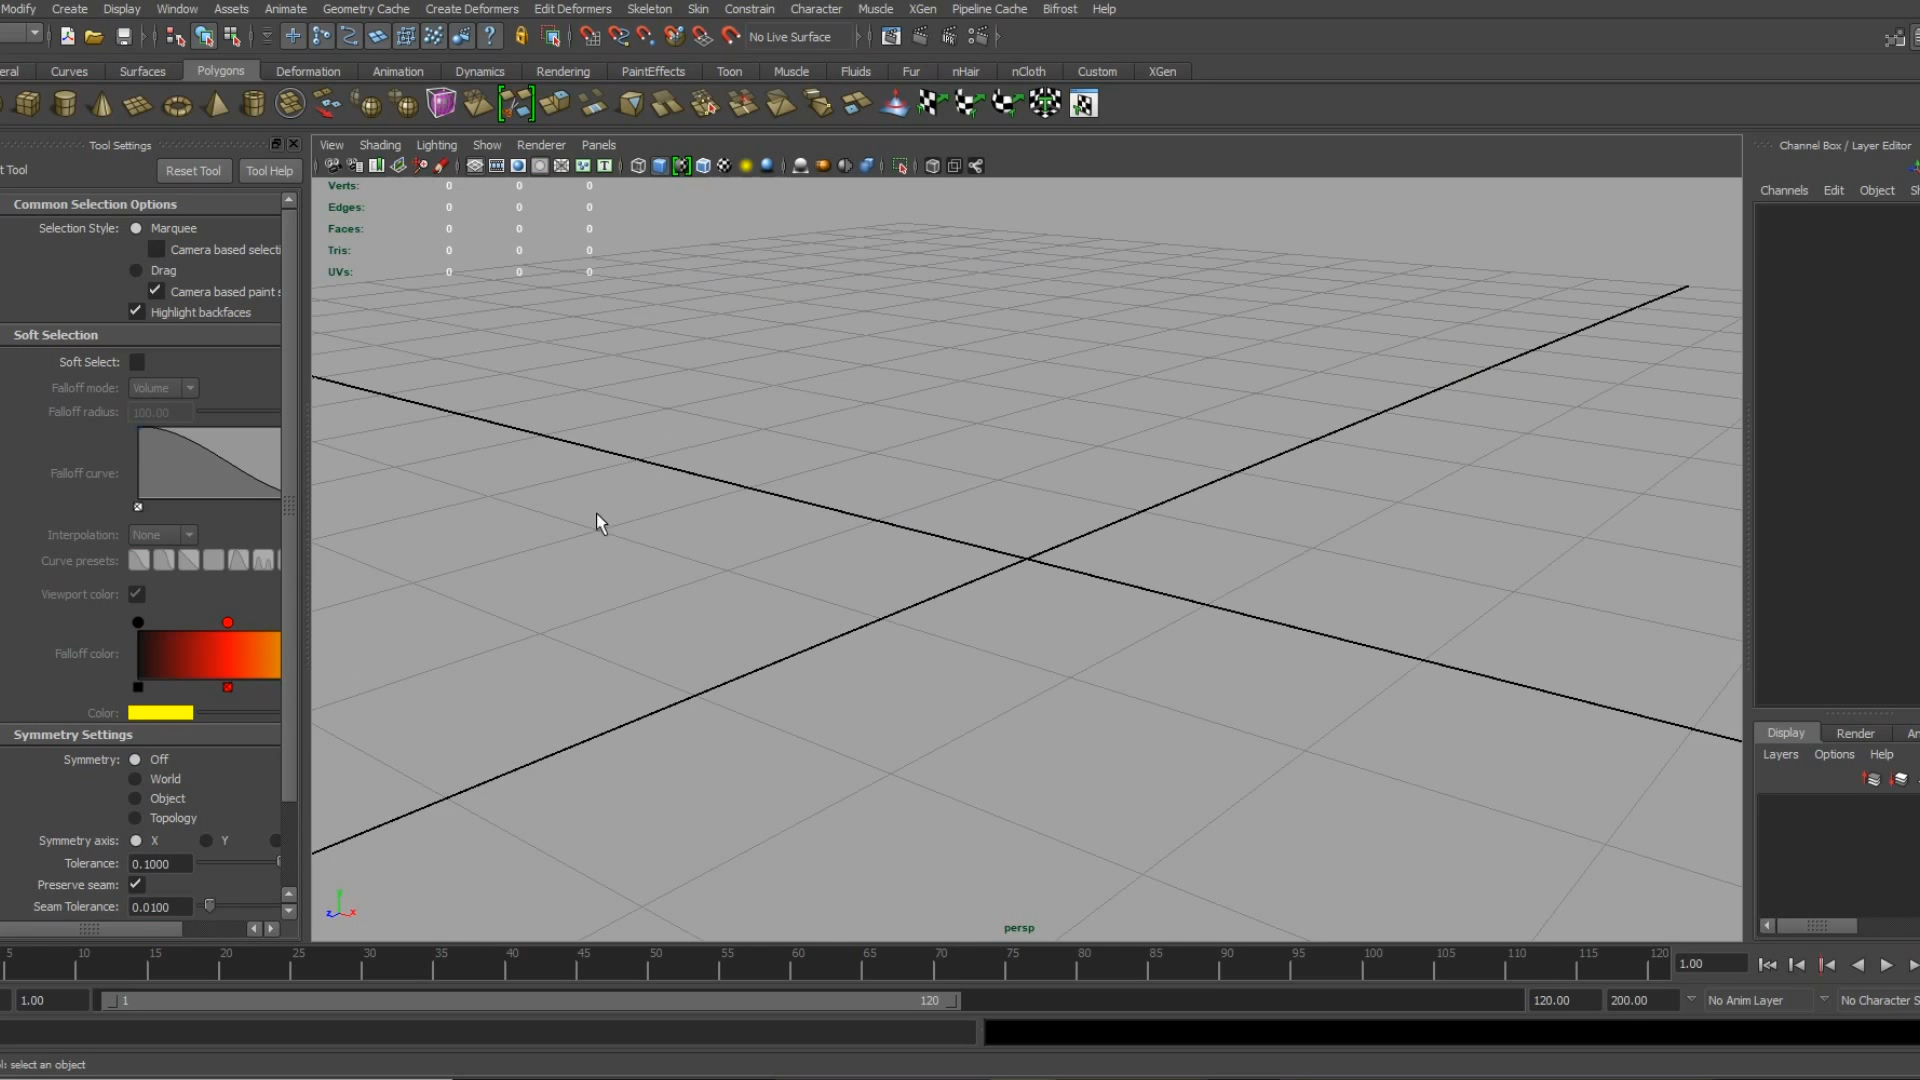 Modify Create Display Window Assets Animate Geometry Cache Create Deformers Edit Deformers Skeleton Skin Constrain Character Muscle XGen Pipeline Cache Bifrost Help
No Live Surface
eral Curves Surfaces Polygons Deformation Animation Dynamics Rendering PaintEffects Toon Muscle Fluids Fur nHair nCloth Custom XGen
Tool Settings
t Tool Reset Tool Tool Help
Common Selection Options
Selection Style: Marquee
Camera based selecti
Drag
Camera based paint s
Highlight backfaces
Soft Selection
Soft Select:
Falloff mode: Volume
Falloff radius: 100.00
Falloff curve:
Interpolation: None
Curve presets:
Viewport color:
Falloff color:
Color:
Symmetry Settings
Symmetry: Off
World
Object
Topology
Symmetry axis: X Y
Tolerance: 0.1000
Preserve seam:
Seam Tolerance: 0.0100
View Shading Lighting Show Renderer Panels
Verts: 0 0 0
Edges: 0 0 0
Faces: 0 0 0
Tris: 0 0 0
UVs: 0 0 0
z x
persp
Channel Box / Layer Editor
Channels Edit Object Sh
Display Render An
Layers Options Help
5 10 15 20 25 30 35 40 45 50 55 60 65 70 75 80 85 90 95 100 105 110 115 120 1.00
1.00 1 120 120.00 200.00 No Anim Layer No Character S
l: select an object